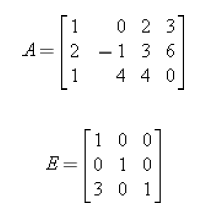 A = [ 1 0 2 3
2 − 1 3 6
1 4 4 0 ]
E = [ 1 0 0
0 1 0
3 0 1 ]